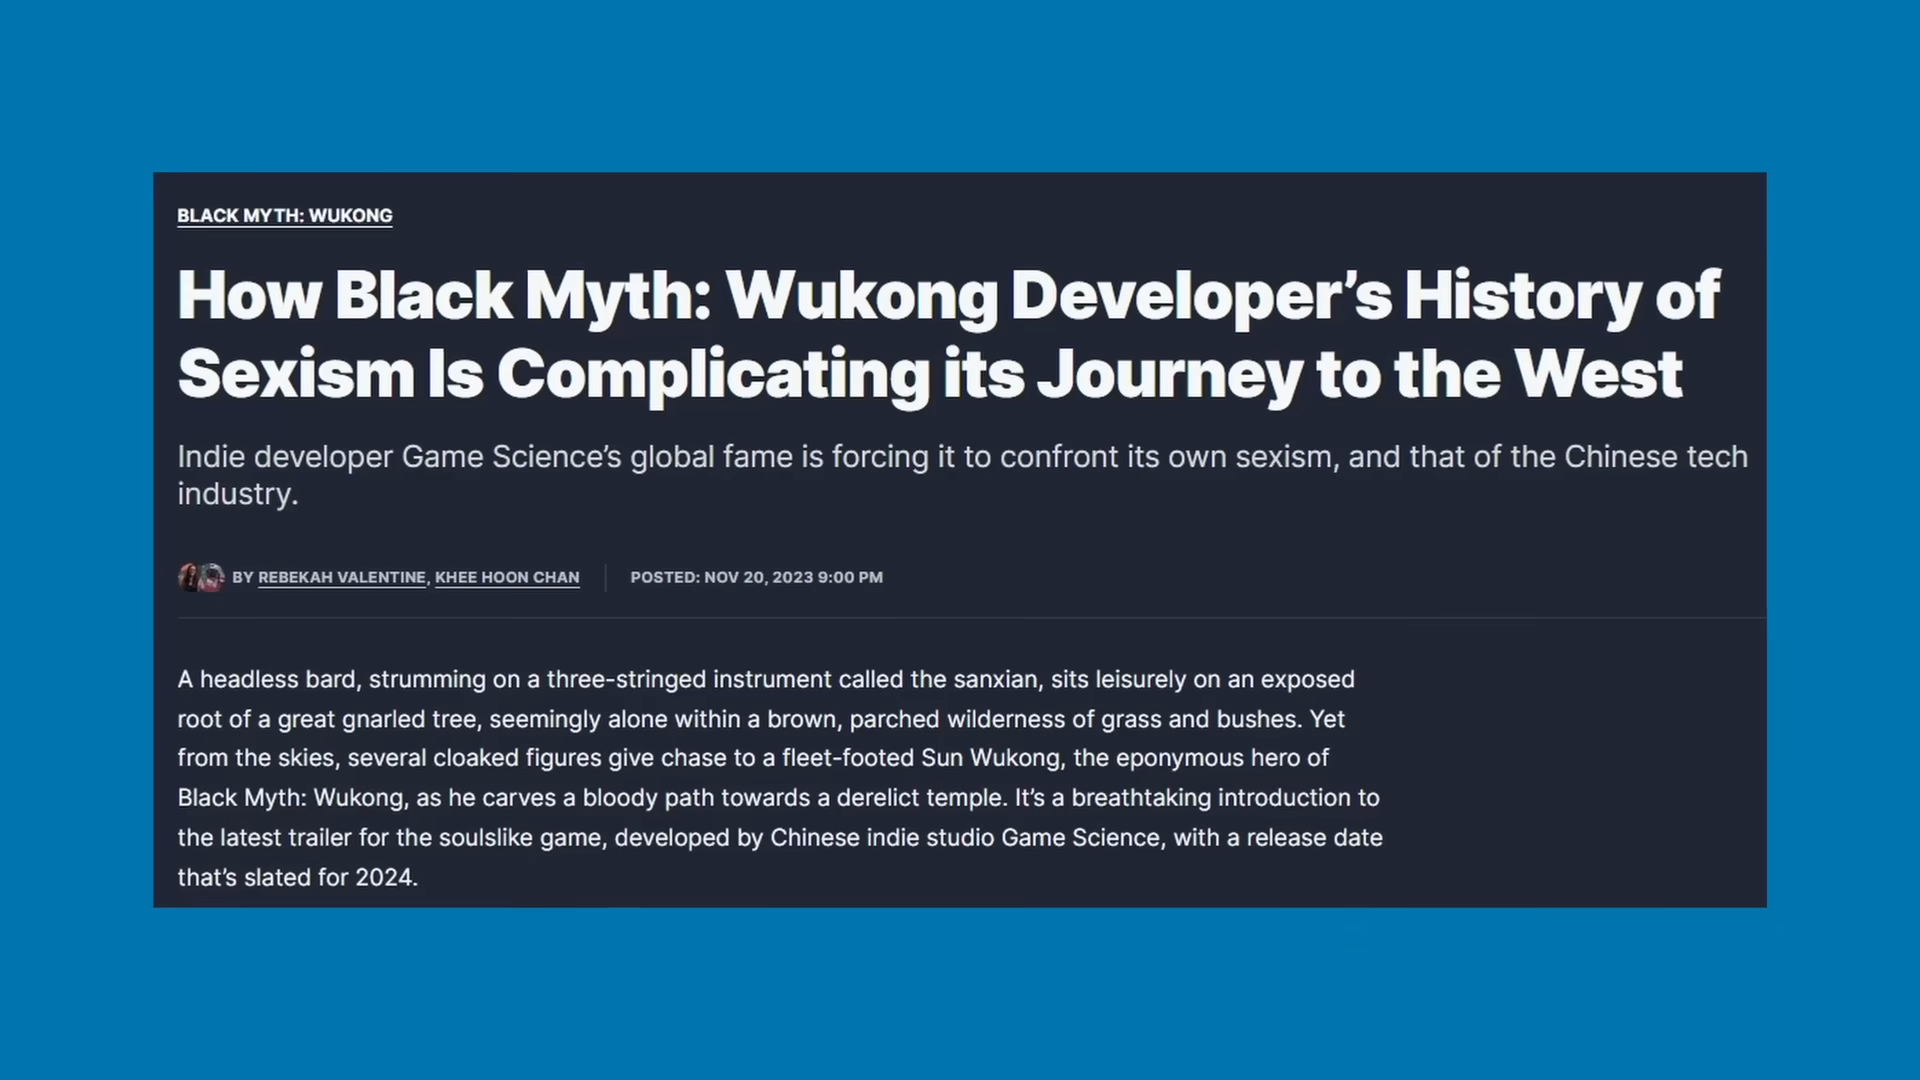 BLACK MYTH: WUKONG
How Black Myth: Wukong Developer’s History of
Sexism Is Complicating its Journey to the West
Indie developer Game Science’s global fame is forcing it to confront its own sexism, and that of the Chinese tech
industry.
BY REBEKAH VALENTINE, KHEE HOON CHAN POSTED: NOV 20, 2023 9:00 PM
A headless bard, strumming on a three-stringed instrument called the sanxian, sits leisurely on an exposed
root of a great gnarled tree, seemingly alone within a brown, parched wilderness of grass and bushes. Yet
from the skies, several cloaked figures give chase to a fleet-footed Sun Wukong, the eponymous hero of
Black Myth: Wukong, as he carves a bloody path towards a derelict temple. It’s a breathtaking introduction to
the latest trailer for the soulslike game, developed by Chinese indie studio Game Science, with a release date
that’s slated for 2024.